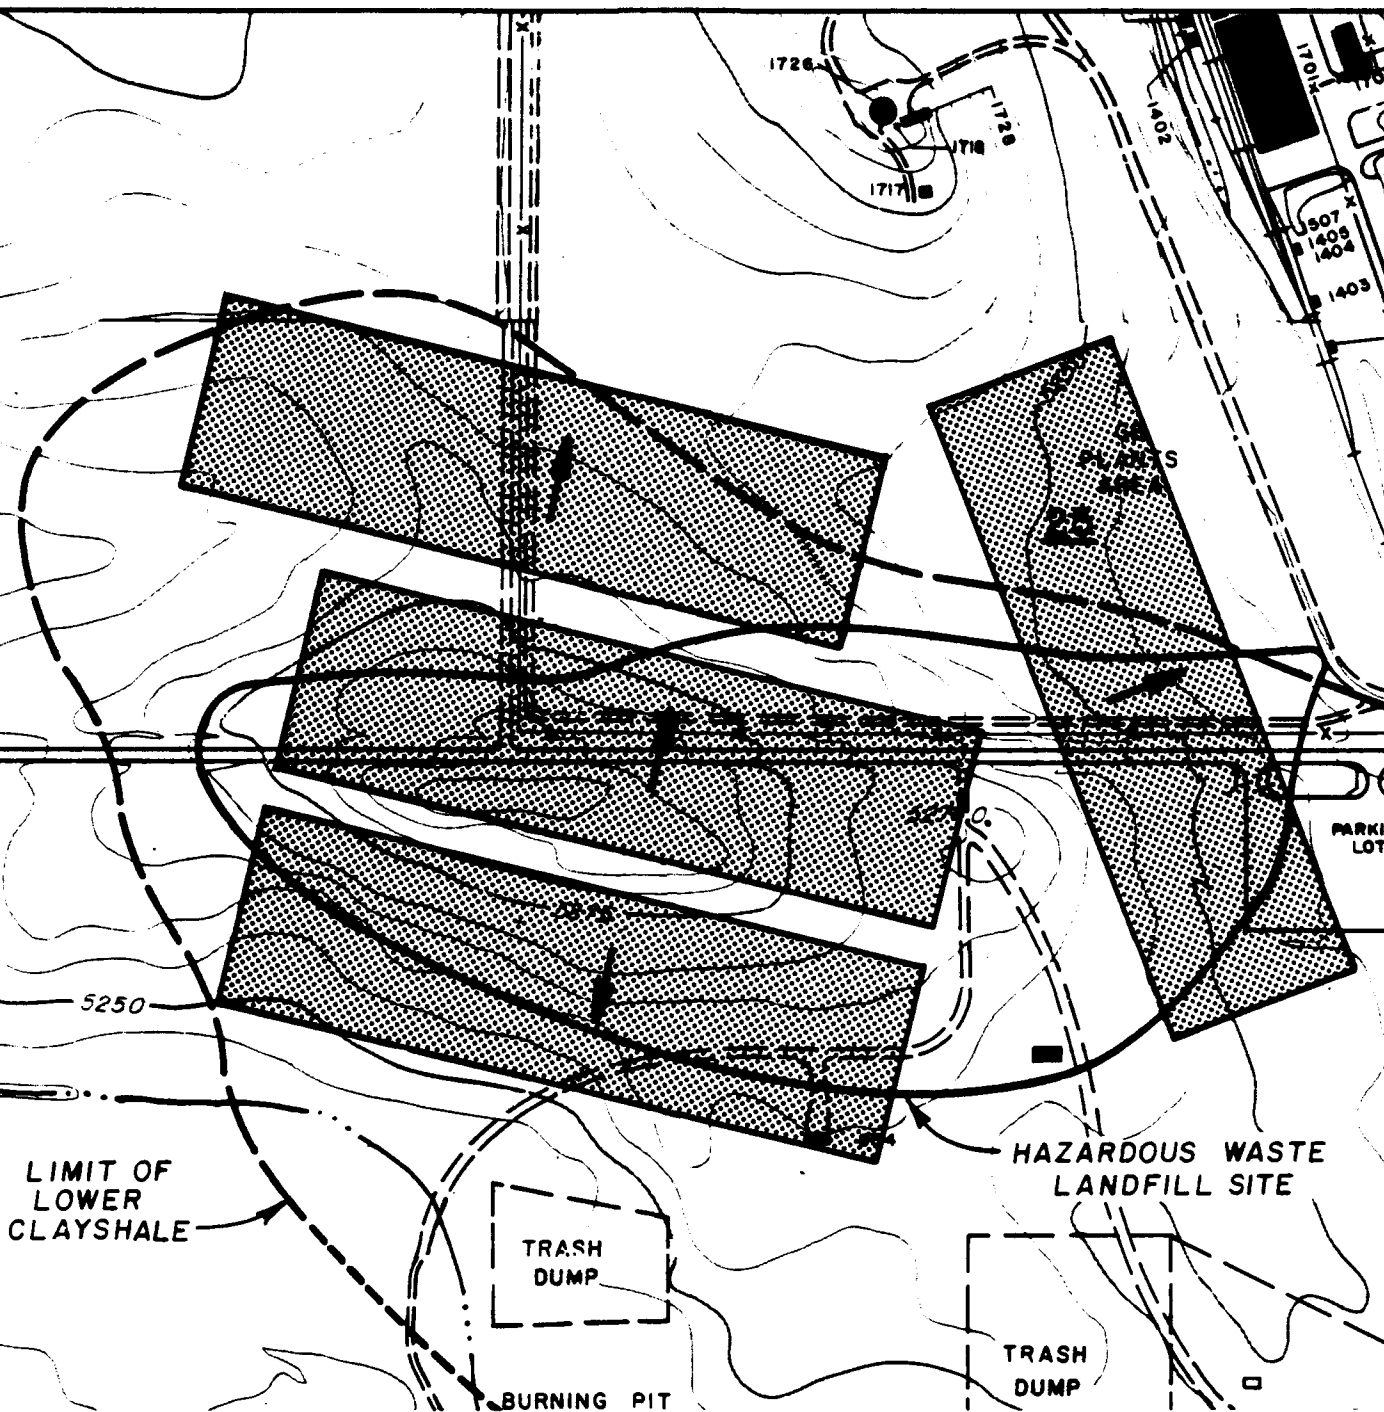 1726
1701
1402
1728
1718
1717
507
1405
1404
1403
PLANTS
AREA
PARKI
LOT
5250
HAZARDOUS WASTE
LANDFILL SITE
LIMIT OF
LOWER
CLAYSHALE
TRASH
DUMP
TRASH
DUMP
BURNING PIT